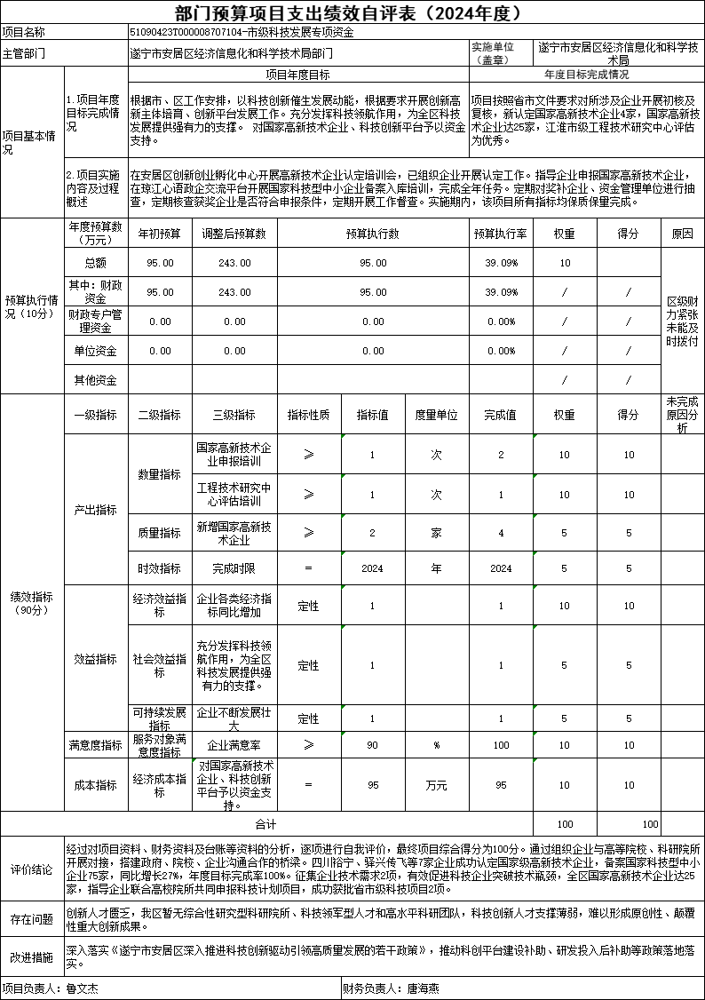 部门预算项目支出绩效自评表（2024年度）
项目名称 51090423T000008707104-市级科技发展专项资金
主管部门 遂宁市安居区经济信息化和科学技术局部门 实施单位（盖章） 遂宁市安居区经济信息化和科学技术局
项目基本情况
1.项目年度目标完成情况
项目年度目标 年度目标完成情况
根据市、区工作安排，以科技创新催生发展动能，根据要求开展创新高
新主体培育、创新平台发展工作。充分发挥科技领航作用，为全区科技
发展提供强有力的支撑。 对国家高新技术企业、科技创新平台予以资金
支持。
项目按照省市文件要求对所涉及企业开展初核及
复核，新认定国家高新技术企业4家，国家高新技
术企业达25家，江淮市级工程技术研究中心评估
为优秀。
2.项目实施内容及过程概述
在安居区创新创业孵化中心开展高新技术企业认定培训会，已组织企业开展认定工作。指导企业申报国家高新技术企业，
在琼江心语政企交流平台开展国家科技型中小企业备案入库培训，完成全年任务。定期对奖补企业、资金管理单位进行抽
查，定期核查获奖企业是否符合申报条件，定期开展工作督查。实施期内，该项目所有指标均保质保量完成。
预算执行情况（10分）
年度预算数（万元） 年初预算 调整后预算数 预算执行数 预算执行率 权重 得分 原因
总额 95.00 243.00 95.00 39.09% 10
其中：财政资金 95.00 243.00 95.00 39.09% / /
财政专户管理资金 0.00 0.00 0.00 0.00% / /
单位资金 0.00 0.00 0.00 0.00% / /
其他资金 / /
区级财力紧张未能及时拨付
绩效指标（90分）
一级指标 二级指标 三级指标 指标性质 指标值 度量单位 完成值 权重 得分 未完成原因分析
产出指标 数量指标 国家高新技术企业申报培训 ≥ 1 次 2 10 10
工程技术研究中心评估培训 ≥ 1 次 1 10 10
质量指标 新增国家高新技术企业 ≥ 2 家 4 5 5
时效指标 完成时限 = 2024 年 2024 5 5
效益指标 经济效益指标 企业各类经济指标同比增加 定性 1 1 10 10
社会效益指标 充分发挥科技领航作用，为全区科技发展提供强有力的支撑。 定性 1 1 5 5
可持续发展指标 企业不断发展壮大 定性 1 1 5 5
满意度指标 服务对象满意度指标 企业满意率 ≥ 90 % 100 10 10
成本指标 经济成本指标 对国家高新技术企业、科技创新平台予以资金支持。 = 95 万元 95 10 10
合计 100 100
评价结论
经过对项目资料、财务资料及台账等资料的分析，逐项进行自我评价，最终项目综合得分为100分。通过组织企业与高等院校、科研院所
开展对接，搭建政府、院校、企业沟通合作的桥梁。四川裕宁、驿兴传飞等7家企业成功认定国家级高新技术企业，备案国家科技型中小
企业75家，同比增长27%，年度目标完成率100%。征集企业技术需求2项，有效促进科技企业突破技术瓶颈，全区国家高新技术企业达25
家，指导企业联合高校院所共同申报科技计划项目，成功获批省市级科技项目2项。
存在问题
创新人才匮乏，我区暂无综合性研究型科研院所、科技领军型人才和高水平科研团队，科技创新人才支撑薄弱，难以形成原创性、颠覆
性重大创新成果。
改进措施
深入落实《遂宁市安居区深入推进科技创新驱动引领高质量发展的若干政策》，推动科创平台建设补助、研发投入后补助等政策落地落
实。
项目负责人：鲁文杰 财务负责人：唐海燕